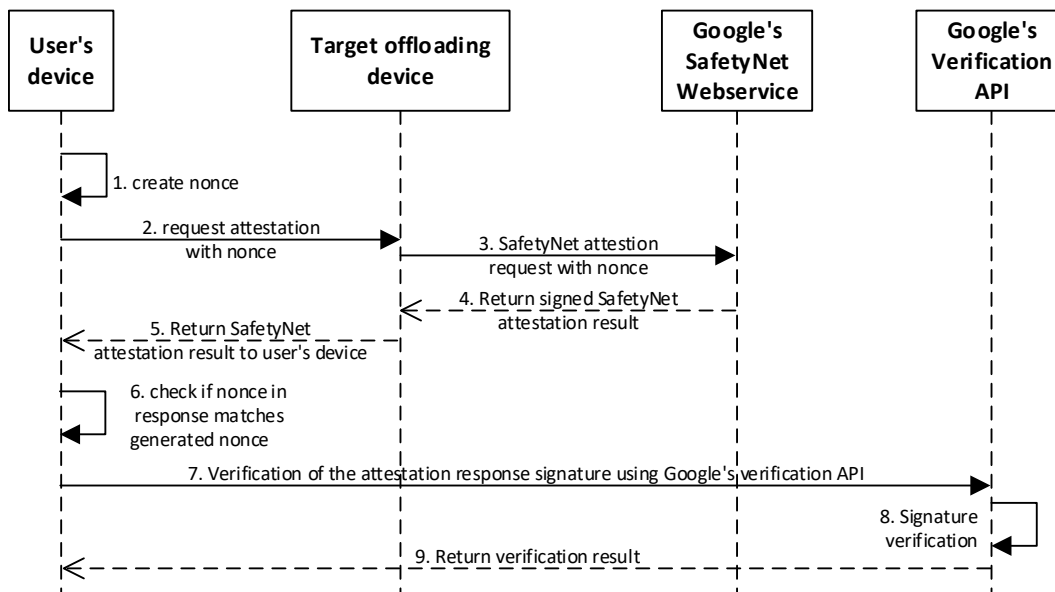 User's
device
Target offloading
device
Google's
SafetyNet
Webservice
Google's
Verification
API
1. create nonce
2. request attestation
with nonce
3. SafetyNet attestion
request with nonce
4. Return signed SafetyNet
attestation result
5. Return SafetyNet
attestation result to user's device
6. check if nonce in
response matches
generated nonce
7. Verification of the attestation response signature using Google's verification API
8. Signature
verification
9. Return verification result